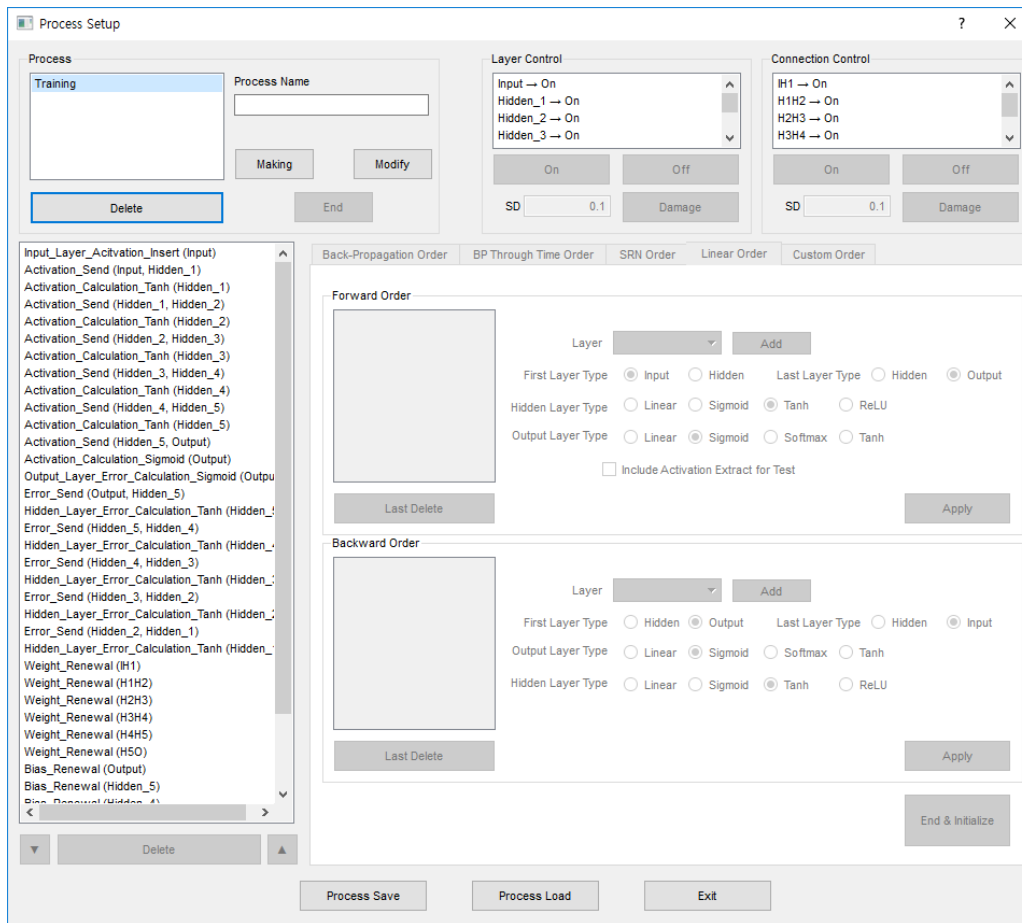 Process Setup
?
Process
Training
Process Name
Making
Modify
Delete
End
Layer Control
Input → On
Hidden_1 → On
Hidden_2 → On
Hidden_3 → On
On
Off
SD
0.1
Damage
Connection Control
IH1 → On
H1H2 → On
H2H3 → On
H3H4 → On
On
Off
SD
0.1
Damage
Input_Layer_Acitvation_Insert (Input)
Activation_Send (Input, Hidden_1)
Activation_Calculation_Tanh (Hidden_1)
Activation_Send (Hidden_1, Hidden_2)
Activation_Calculation_Tanh (Hidden_2)
Activation_Send (Hidden_2, Hidden_3)
Activation_Calculation_Tanh (Hidden_3)
Activation_Send (Hidden_3, Hidden_4)
Activation_Calculation_Tanh (Hidden_4)
Activation_Send (Hidden_4, Hidden_5)
Activation_Calculation_Tanh (Hidden_5)
Activation_Send (Hidden_5, Output)
Activation_Calculation_Sigmoid (Output)
Output_Layer_Error_Calculation_Sigmoid (Outpu
Error_Send (Output, Hidden_5)
Hidden_Layer_Error_Calculation_Tanh (Hidden_5
Error_Send (Hidden_5, Hidden_4)
Hidden_Layer_Error_Calculation_Tanh (Hidden_4
Error_Send (Hidden_4, Hidden_3)
Hidden_Layer_Error_Calculation_Tanh (Hidden_3
Error_Send (Hidden_3, Hidden_2)
Hidden_Layer_Error_Calculation_Tanh (Hidden_2
Error_Send (Hidden_2, Hidden_1)
Hidden_Layer_Error_Calculation_Tanh (Hidden_1
Weight_Renewal (IH1)
Weight_Renewal (H1H2)
Weight_Renewal (H2H3)
Weight_Renewal (H3H4)
Weight_Renewal (H4H5)
Weight_Renewal (H5O)
Bias_Renewal (Output)
Bias_Renewal (Hidden_5)
Bias_Renewal (Hidden_4)
▼
Delete
▲
Back-Propagation Order
BP Through Time Order
SRN Order
Linear Order
Custom Order
Forward Order
Layer
Add
First Layer Type Input Hidden Last Layer Type Hidden Output
Hidden Layer Type Linear Sigmoid Tanh ReLU
Output Layer Type Linear Sigmoid Softmax Tanh
Include Activation Extract for Test
Last Delete
Apply
Backward Order
Layer
Add
First Layer Type Hidden Output Last Layer Type Hidden Input
Output Layer Type Linear Sigmoid Softmax Tanh
Hidden Layer Type Linear Sigmoid Tanh ReLU
Last Delete
Apply
End & Initialize
Process Save
Process Load
Exit